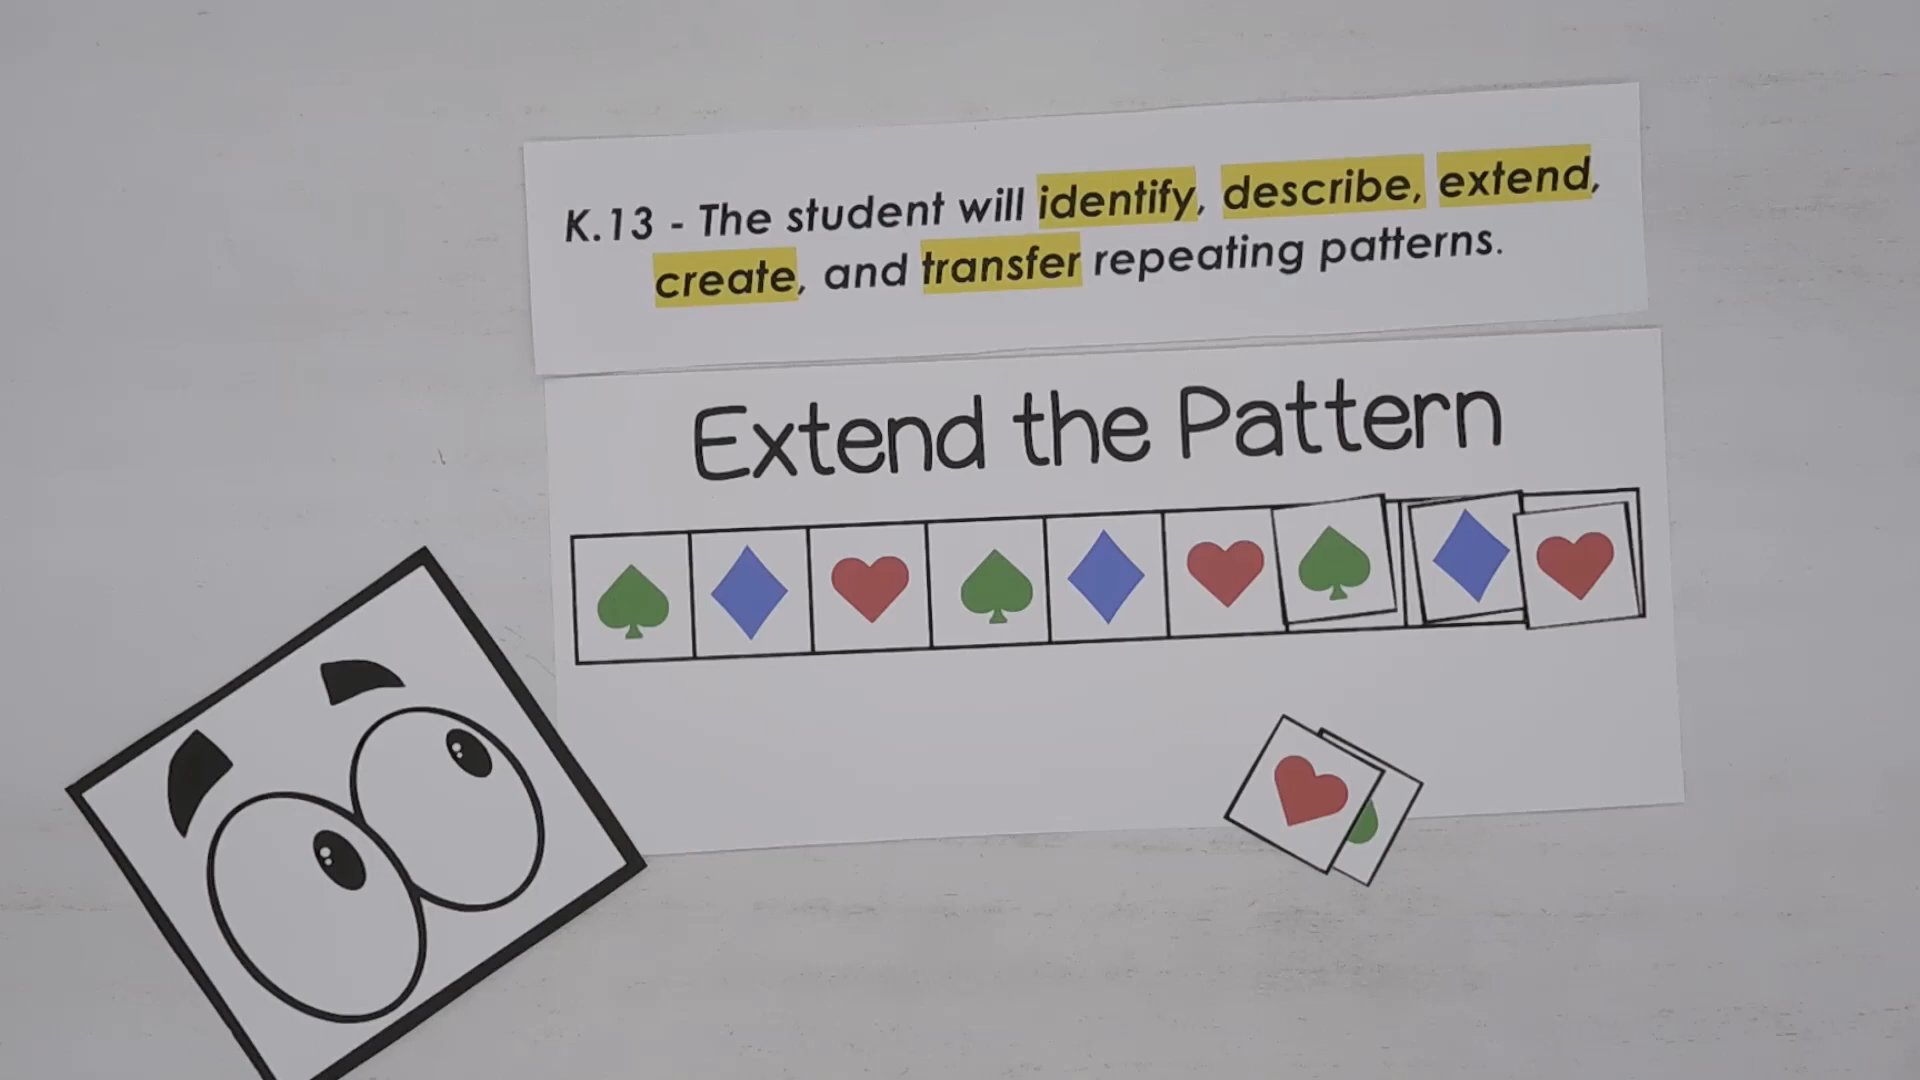 K.13 - The student will identify, describe, extend,
create, and transfer repeating patterns.
Extend the Pattern